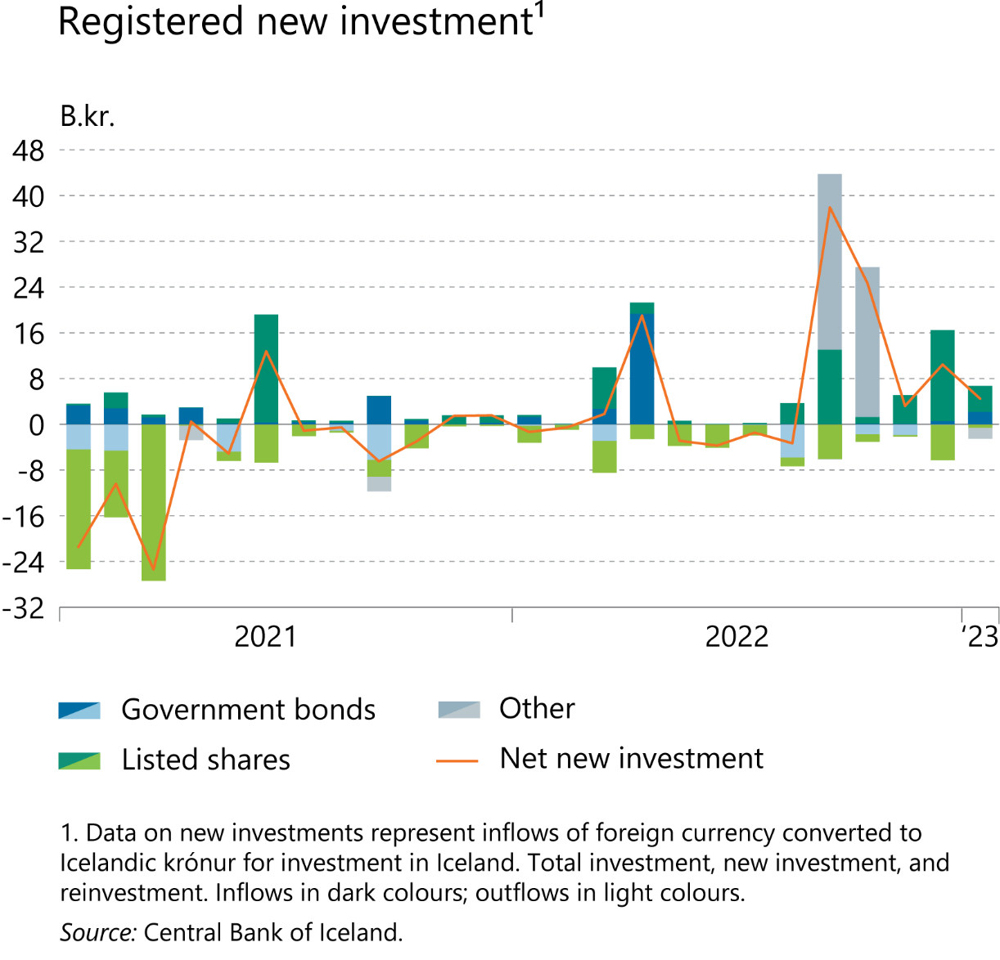 Registered new investment¹
B.kr.
48
40
32
24
16
8
0
-8
-16
-24
-32
2021 2022 ‘23
Government bonds Other
Listed shares Net new investment
1. Data on new investments represent inflows of foreign currency converted to
Icelandic krónur for investment in Iceland. Total investment, new investment, and
reinvestment. Inflows in dark colours; outflows in light colours.
Source: Central Bank of Iceland.